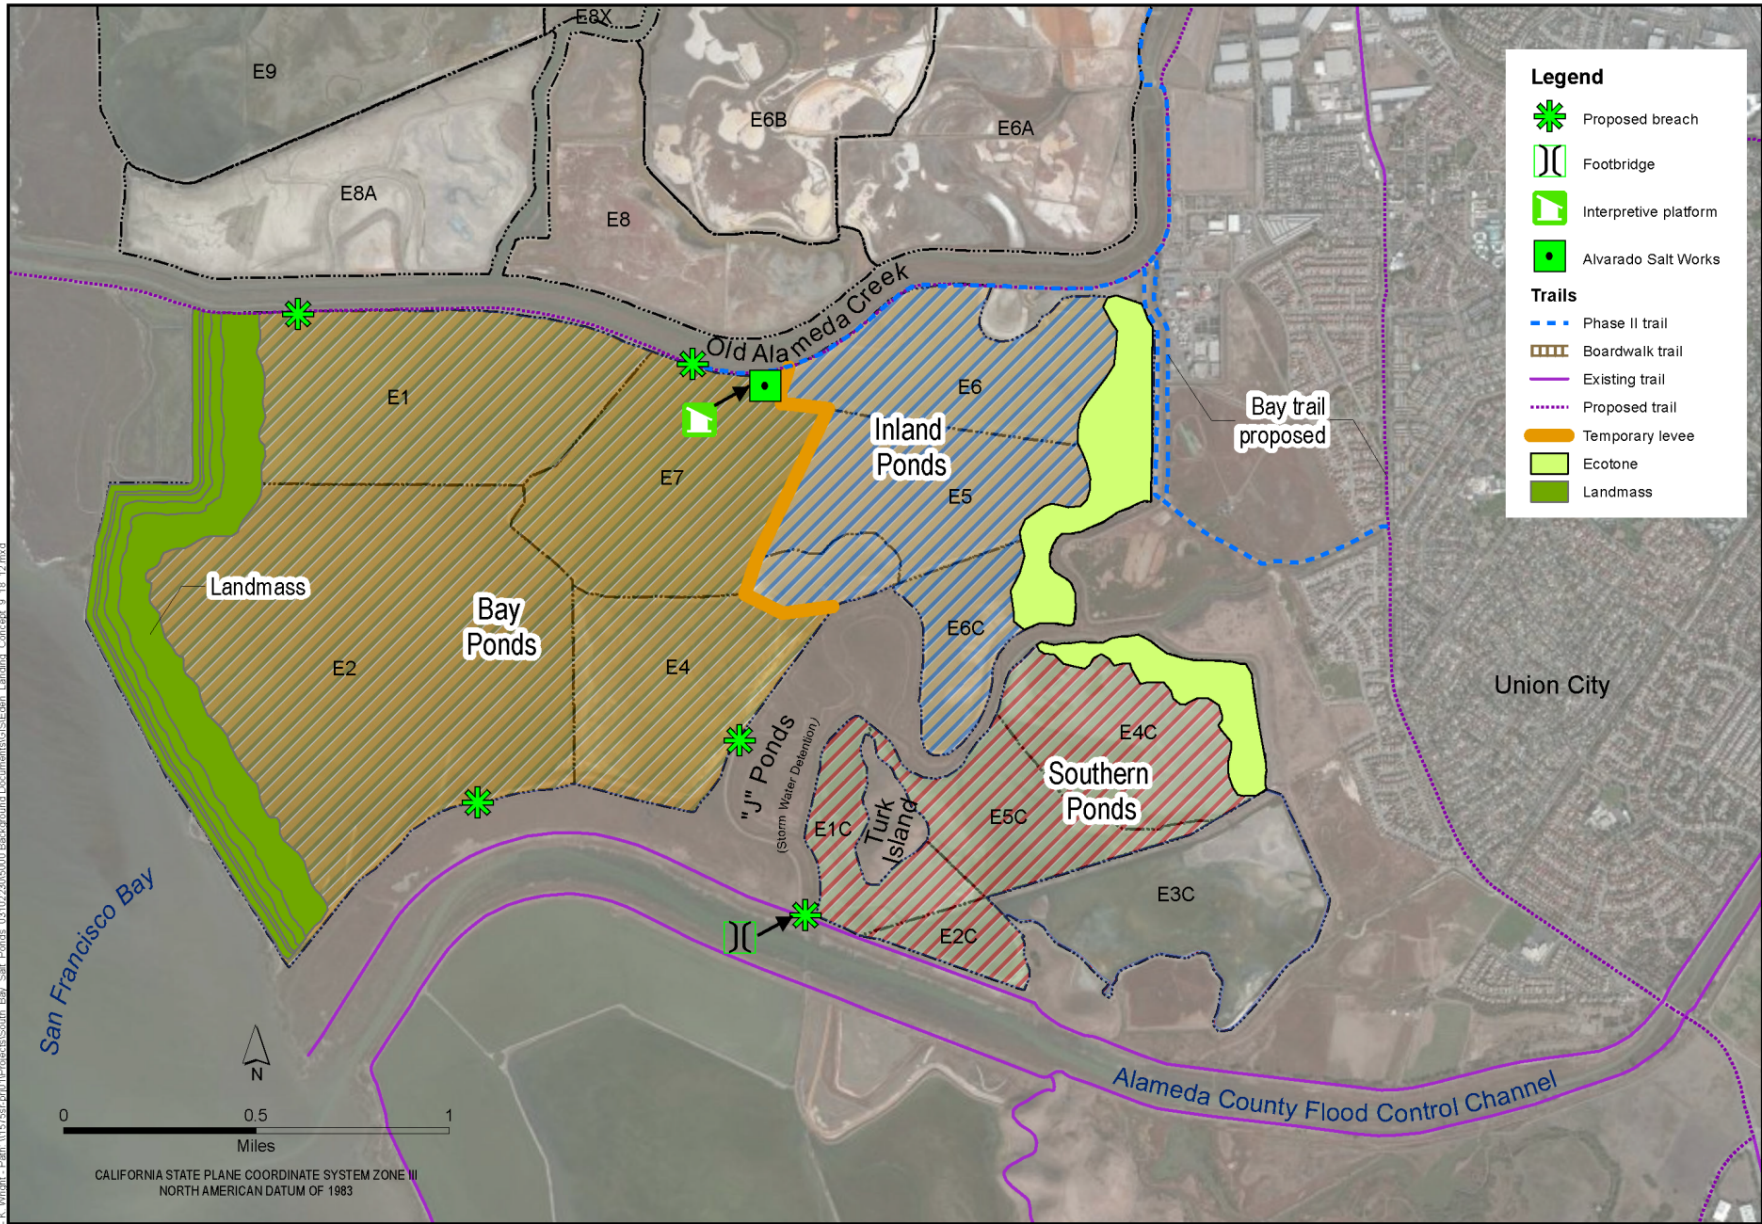 E8X
E9
E6B
E6A
E8A
E8
Legend
Proposed breach
Footbridge
Interpretive platform
Alvarado Salt Works
Trails
Phase II trail
Boardwalk trail
Existing trail
Proposed trail
Temporary levee
Ecotone
Landmass
Old Alameda Creek
E1
E6
Inland
Ponds
Bay trail
proposed
E7
E5
Landmass
Bay
Ponds
E6C
E2
E4
Union City
"J" Ponds
(Storm Water Detention)
E4C
Southern
Ponds
E1C
Turk
Island
E5C
E3C
E2C
San Francisco Bay
N
Alameda County Flood Control Channel
0 0.5 1
Miles
CALIFORNIA STATE PLANE COORDINATE SYSTEM ZONE III
NORTH AMERICAN DATUM OF 1983